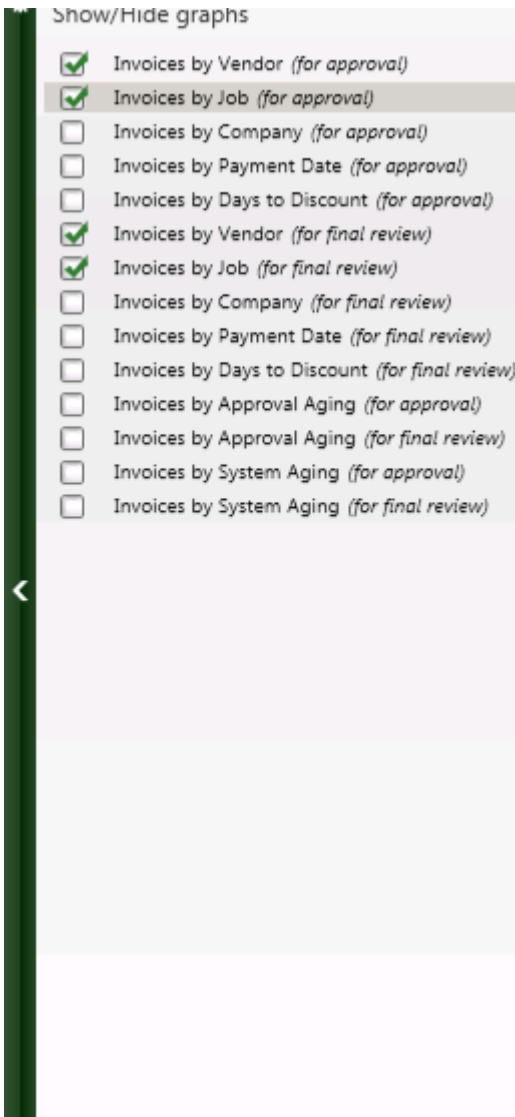 Show/Hide graphs
Invoices by Vendor (for approval)
Invoices by Job (for approval)
Invoices by Company (for approval)
Invoices by Payment Date (for approval)
Invoices by Days to Discount (for approval)
Invoices by Vendor (for final review)
Invoices by Job (for final review)
Invoices by Company (for final review)
Invoices by Payment Date (for final review)
Invoices by Days to Discount (for final review)
Invoices by Approval Aging (for approval)
Invoices by Approval Aging (for final review)
Invoices by System Aging (for approval)
Invoices by System Aging (for final review)